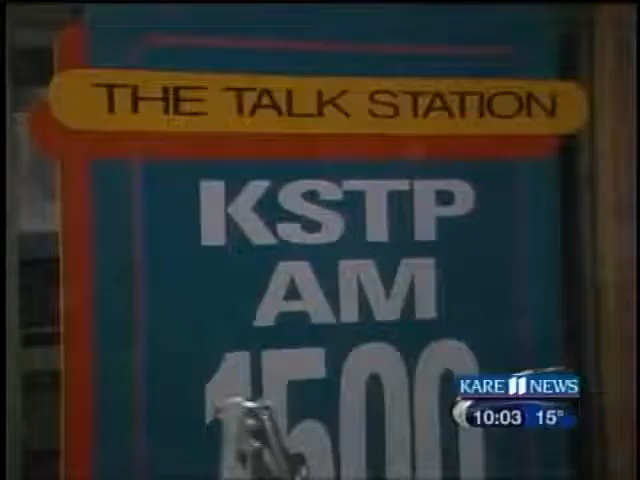 THE TALK STATION
KSTP
AM
1500
KARE 11 NEWS
10:03 15°